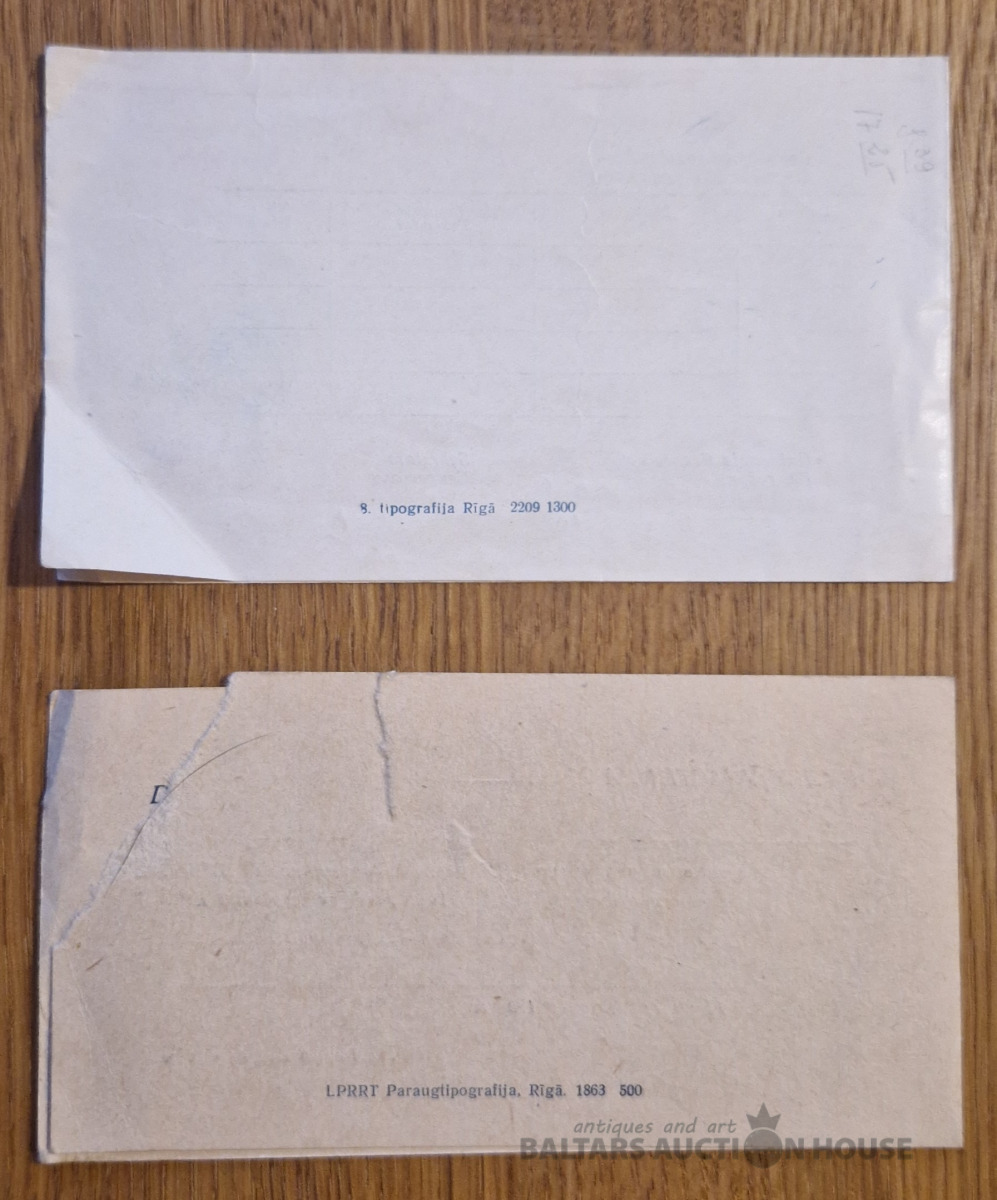 8. tipografija Rīgā 2209 1300
D
LPRRT Paraugtipografija, Rīgā. 1863 500
antiques and art
BALTARS AUCTION HOUSE